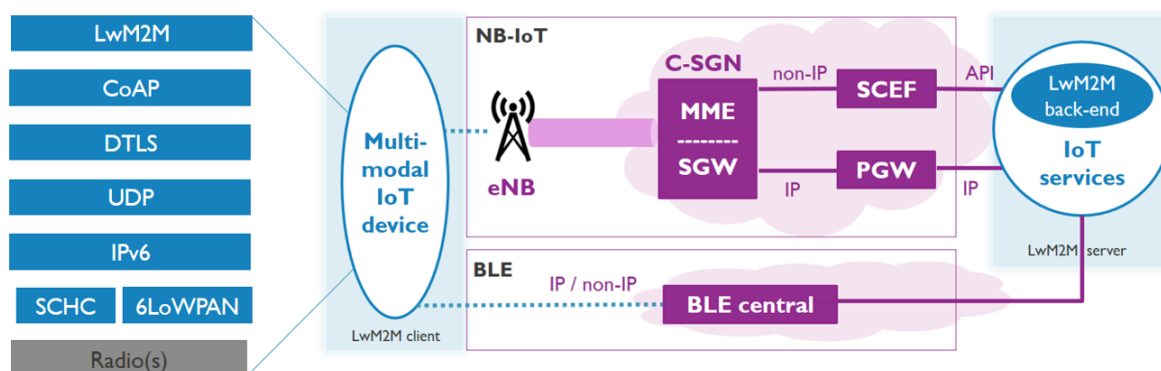 LwM2M
CoAP
DTLS
UDP
IPv6
SCHC
6LoWPAN
Radio(s)
Multi-
modal
IoT
device
LwM2M client
NB-IoT
eNB
C-SGN
MME
--------
SGW
non-IP
SCEF
API
IP
PGW
IP
LwM2M
back-end
IoT
services
LwM2M server
BLE
IP / non-IP
BLE central